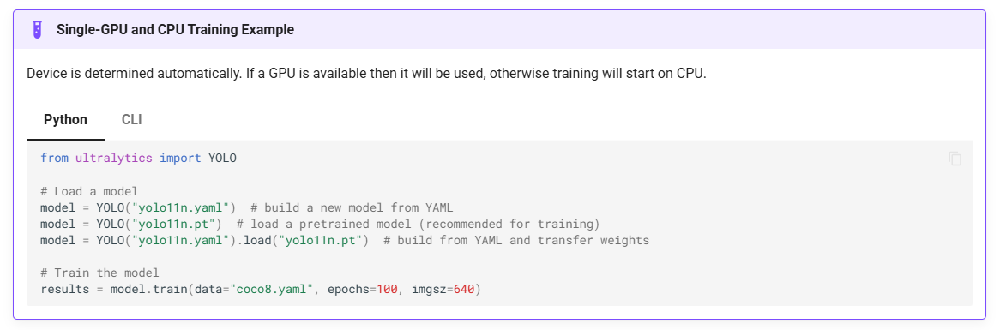 Single-GPU and CPU Training Example
Device is determined automatically. If a GPU is available then it will be used, otherwise training will start on CPU.
Python CLI
from ultralytics import YOLO
# Load a model
model = YOLO("yolo11n.yaml")  # build a new model from YAML
model = YOLO("yolo11n.pt")  # load a pretrained model (recommended for training)
model = YOLO("yolo11n.yaml").load("yolo11n.pt")  # build from YAML and transfer weights
# Train the model
results = model.train(data="coco8.yaml", epochs=100, imgsz=640)